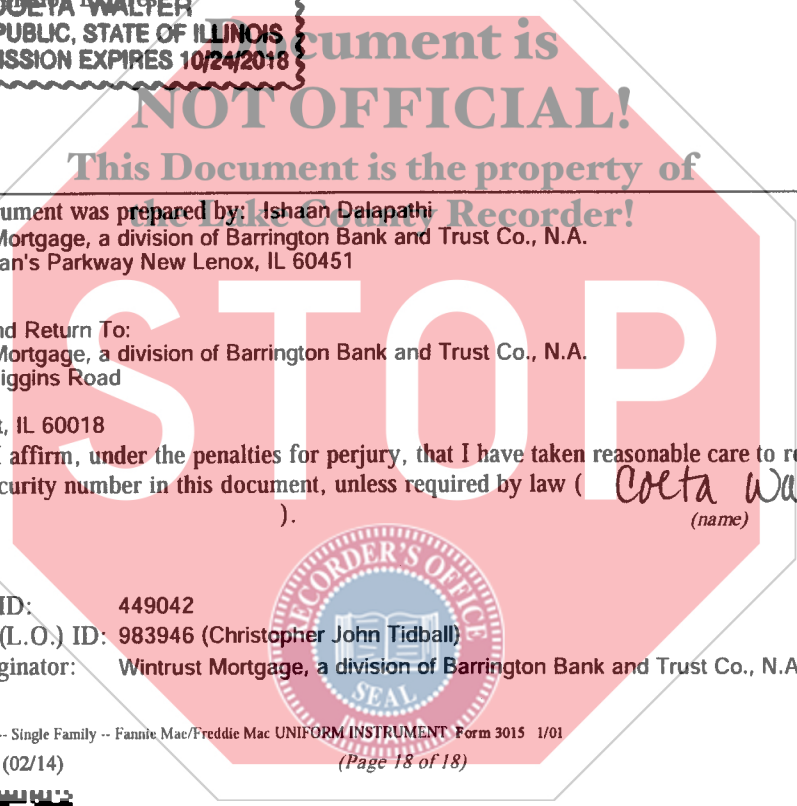 COETA WALTER
PUBLIC, STATE OF ILLINOIS
ISSION EXPIRES 10/24/2018
Document is
NOT OFFICIAL!
This Document is the property of
the Lake County Recorder!
ument was prepared by: Ishaan Dalapathi
Mortgage, a division of Barrington Bank and Trust Co., N.A.
an's Parkway New Lenox, IL 60451
nd Return To:
Mortgage, a division of Barrington Bank and Trust Co., N.A.
iggins Road
, IL 60018
I affirm, under the penalties for perjury, that I have taken reasonable care to re
curity number in this document, unless required by law ( Coeta Wa
(name)
).
STOP
ID: 449042
(L.O.) ID: 983946 (Christopher John Tidball)
ginator: Wintrust Mortgage, a division of Barrington Bank and Trust Co., N.A
RECORDER'S OFFICE
SEAL
INDIANA
-- Single Family -- Fannie Mae/Freddie Mac UNIFORM INSTRUMENT Form 3015 1/01
(02/14)
(Page 18 of 18)